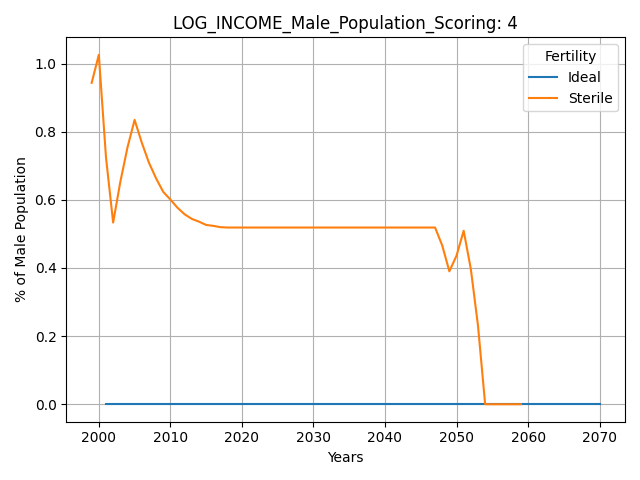 LOG_INCOME_Male_Population_Scoring: 4
Fertility
Ideal
Sterile
% of Male Population
1.0
0.8
0.6
0.4
0.2
0.0
2000 2010 2020 2030 2040 2050 2060 2070
Years